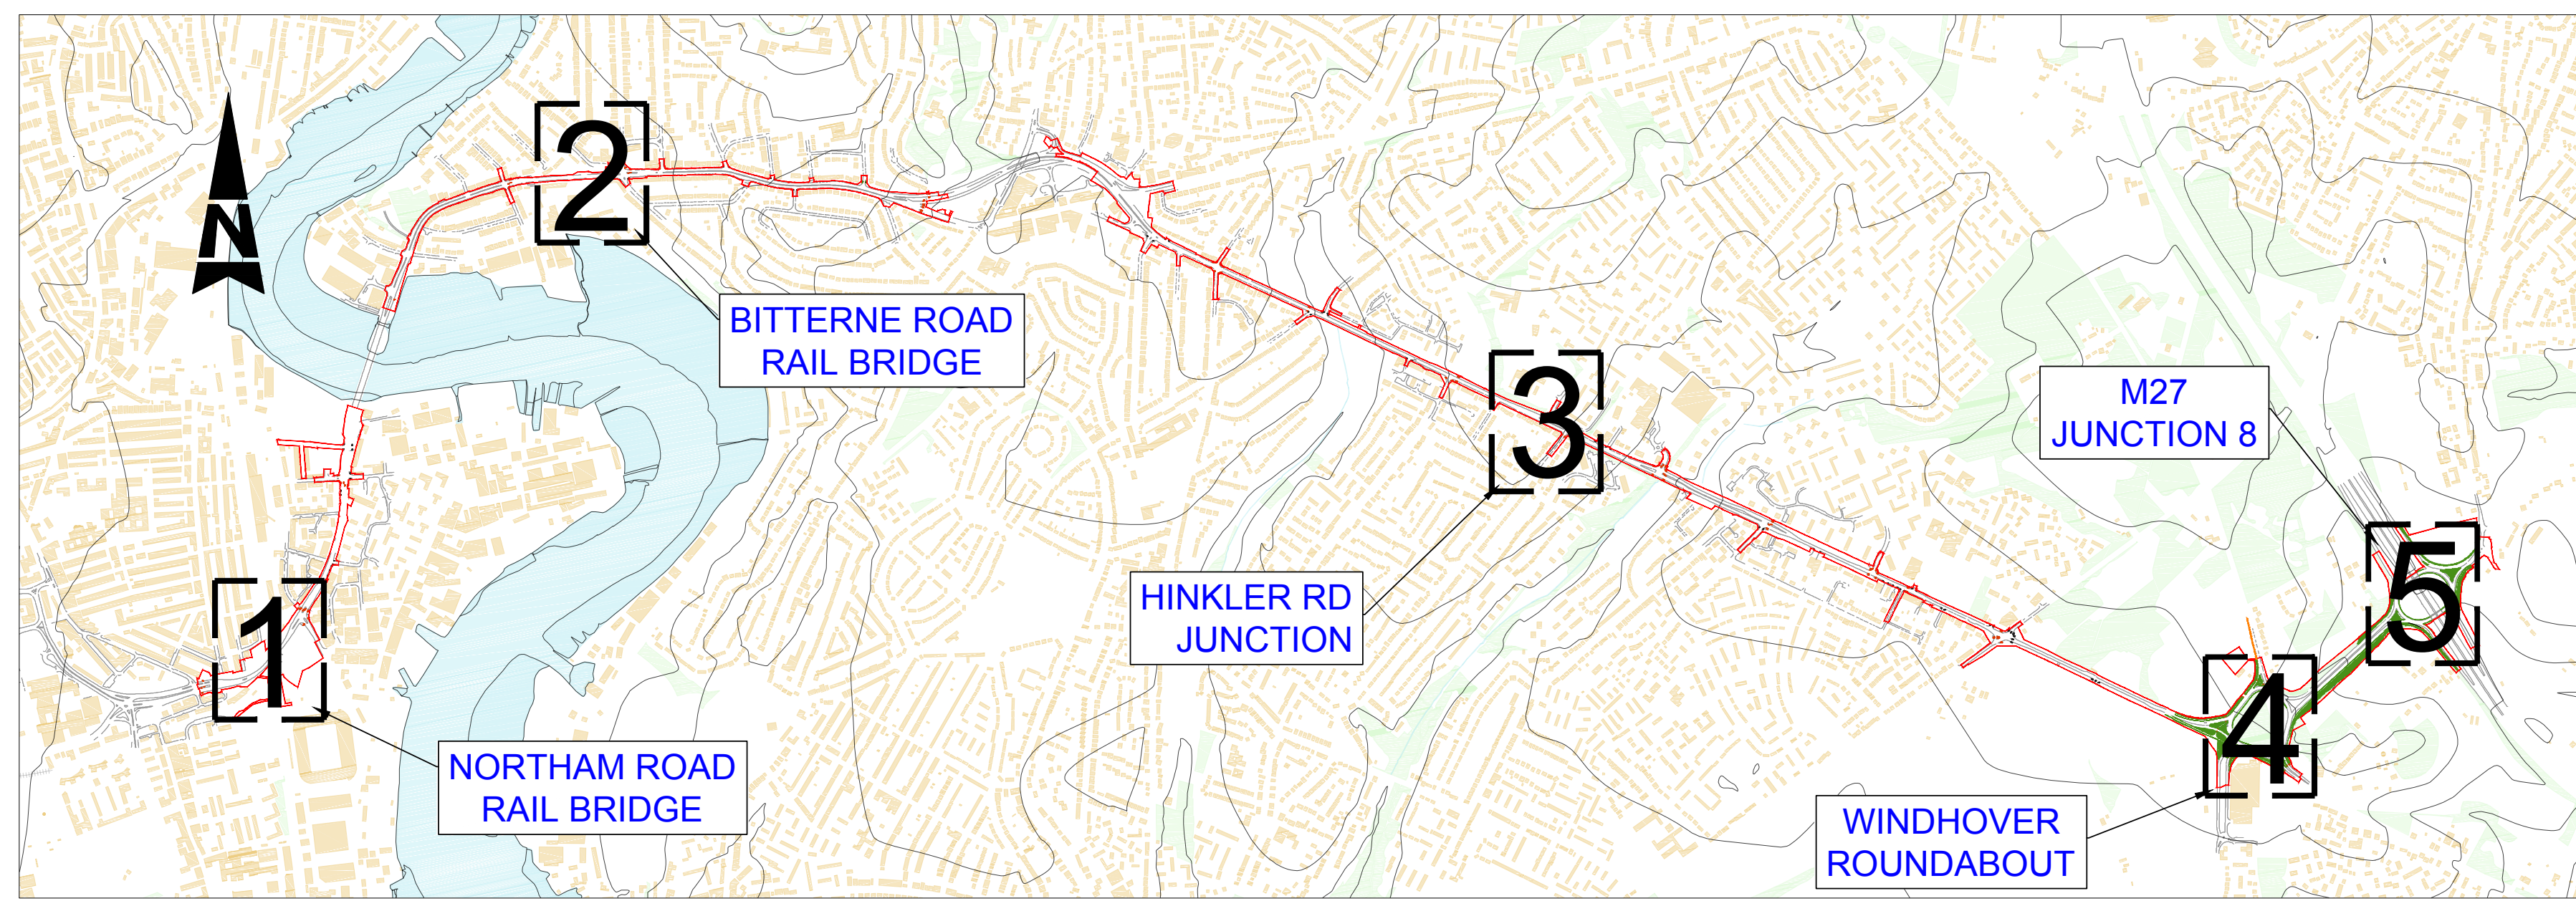 N
1
NORTHAM ROAD
RAIL BRIDGE
2
BITTERNE ROAD
RAIL BRIDGE
3
HINKLER RD
JUNCTION
4
WINDHOVER
ROUNDABOUT
5
M27
JUNCTION 8